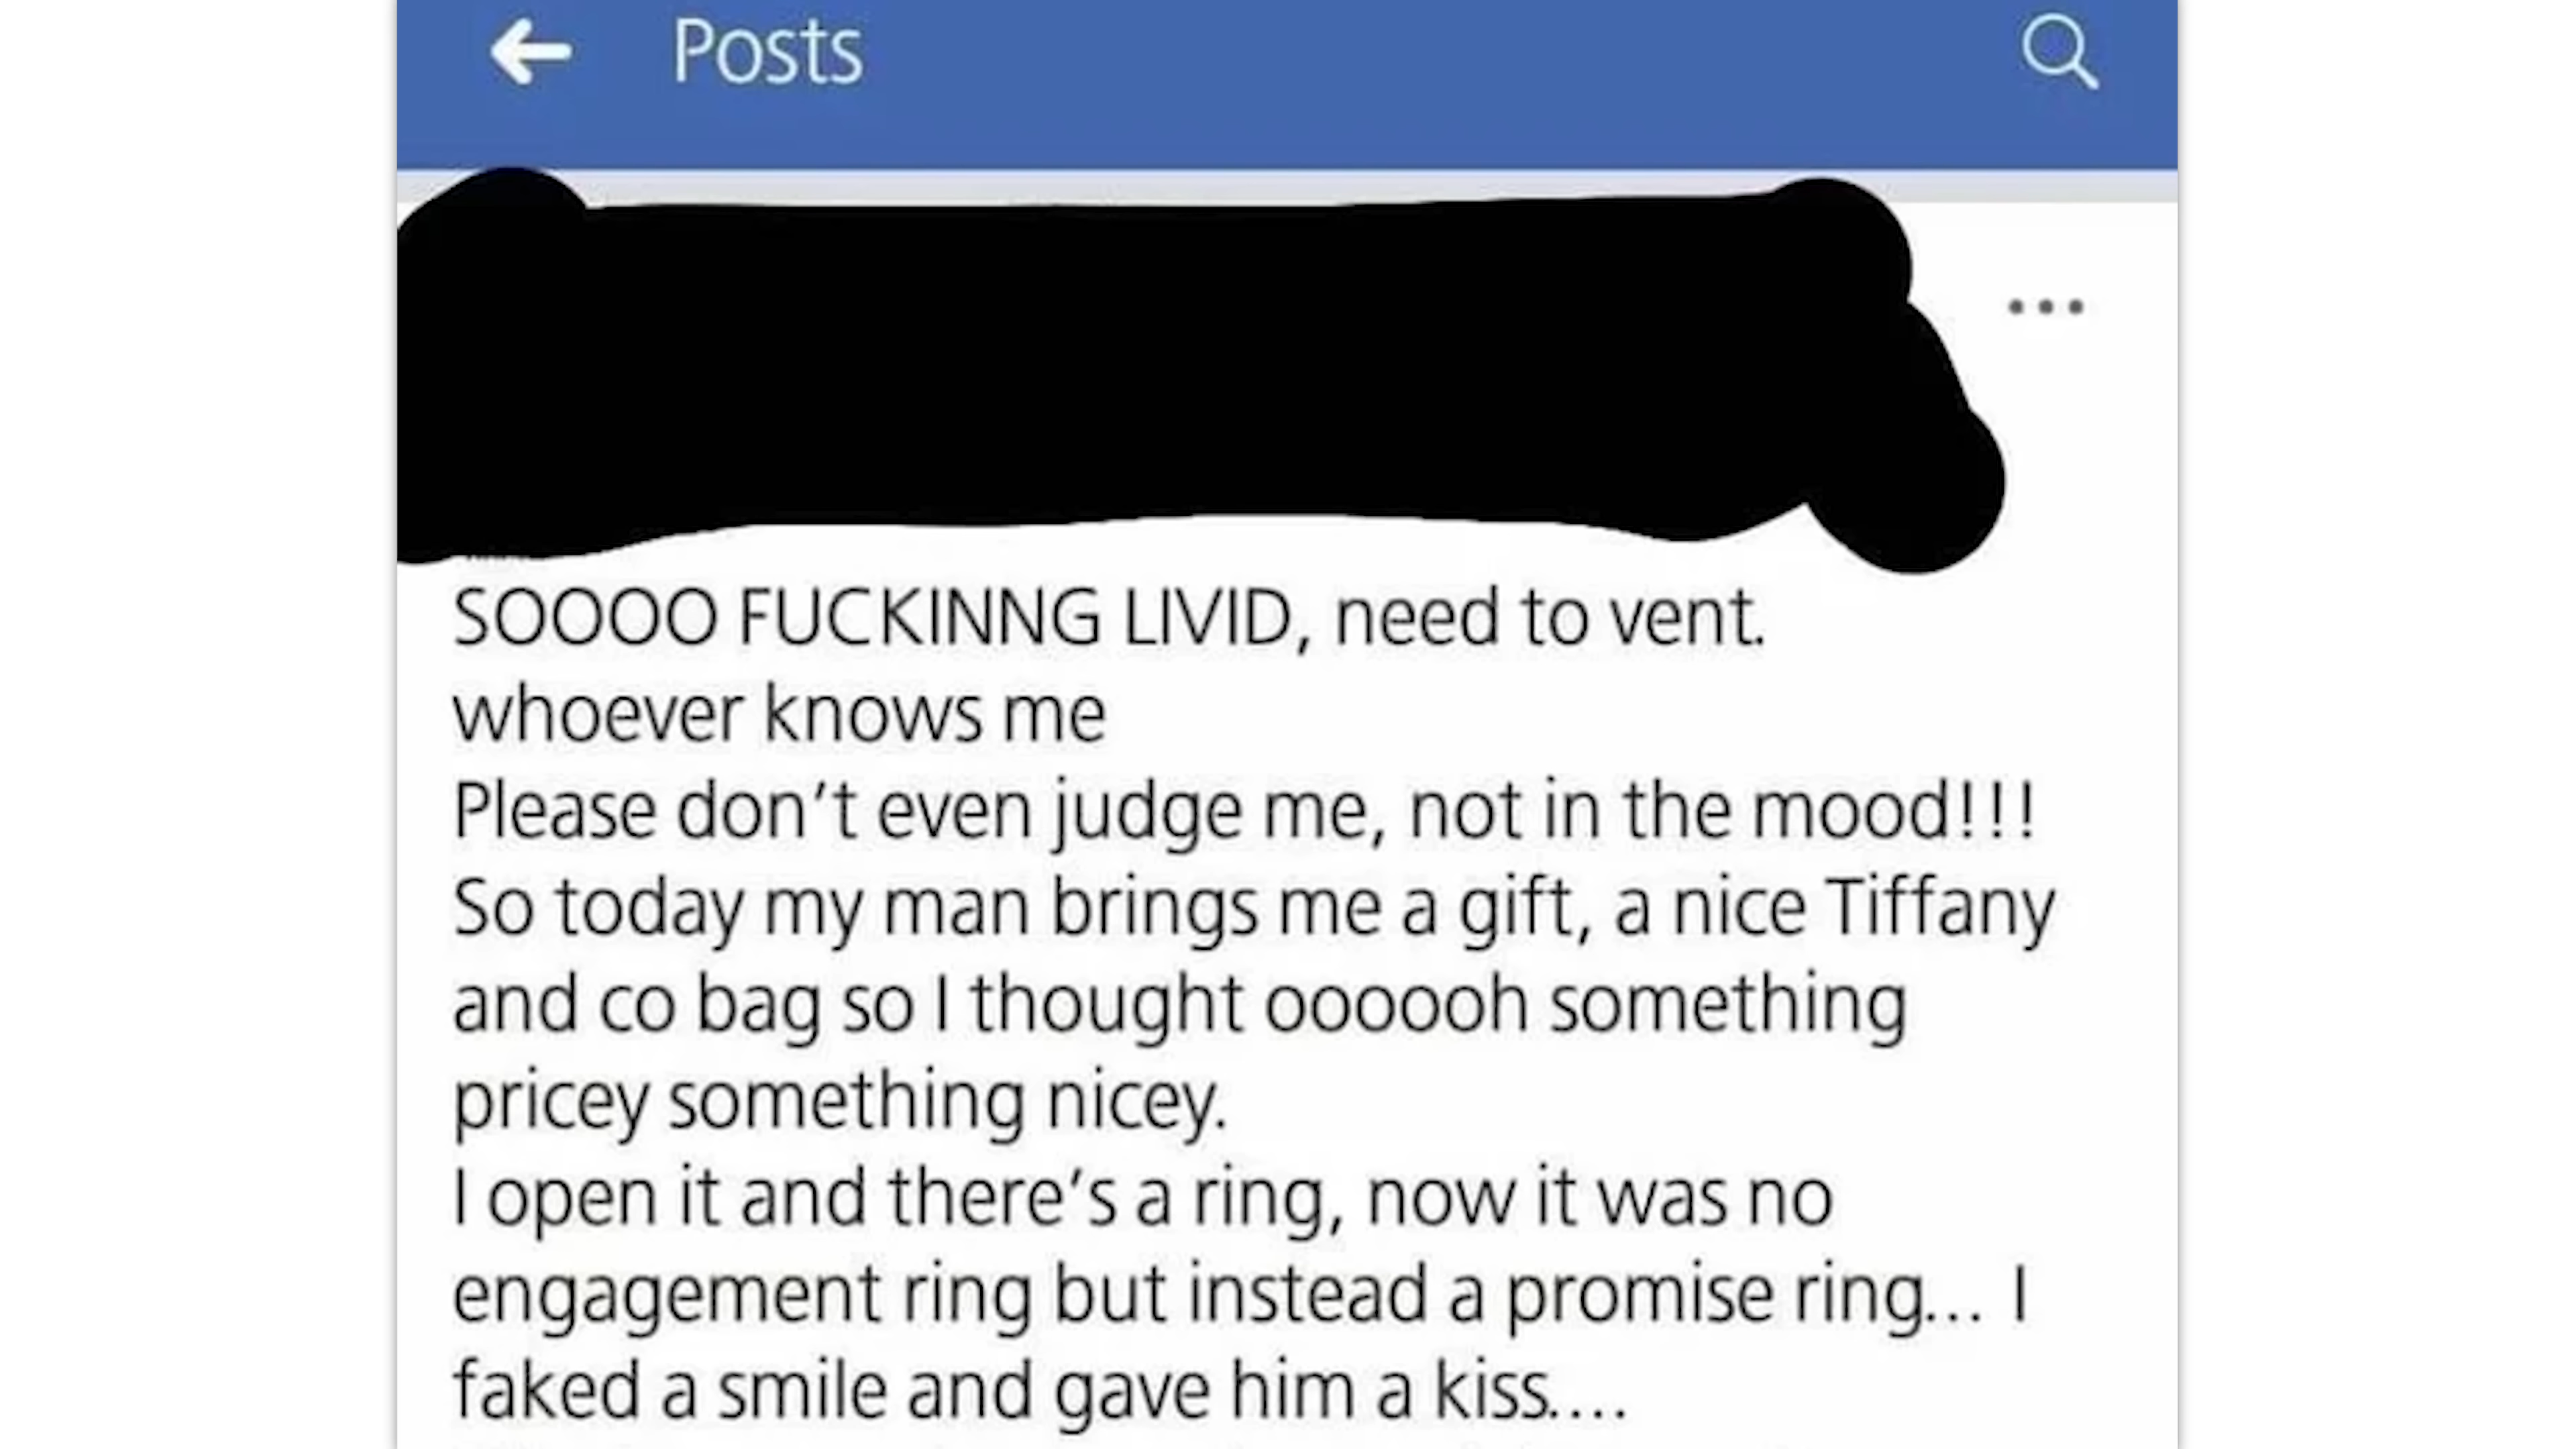 Posts
SOOOO FUCKINNG LIVID, need to vent.
whoever knows me
Please don’t even judge me, not in the mood!!!
So today my man brings me a gift, a nice Tiffany
and co bag so I thought oooooh something
pricey something nicey.
I open it and there’s a ring, now it was no
engagement ring but instead a promise ring... I
faked a smile and gave him a kiss....